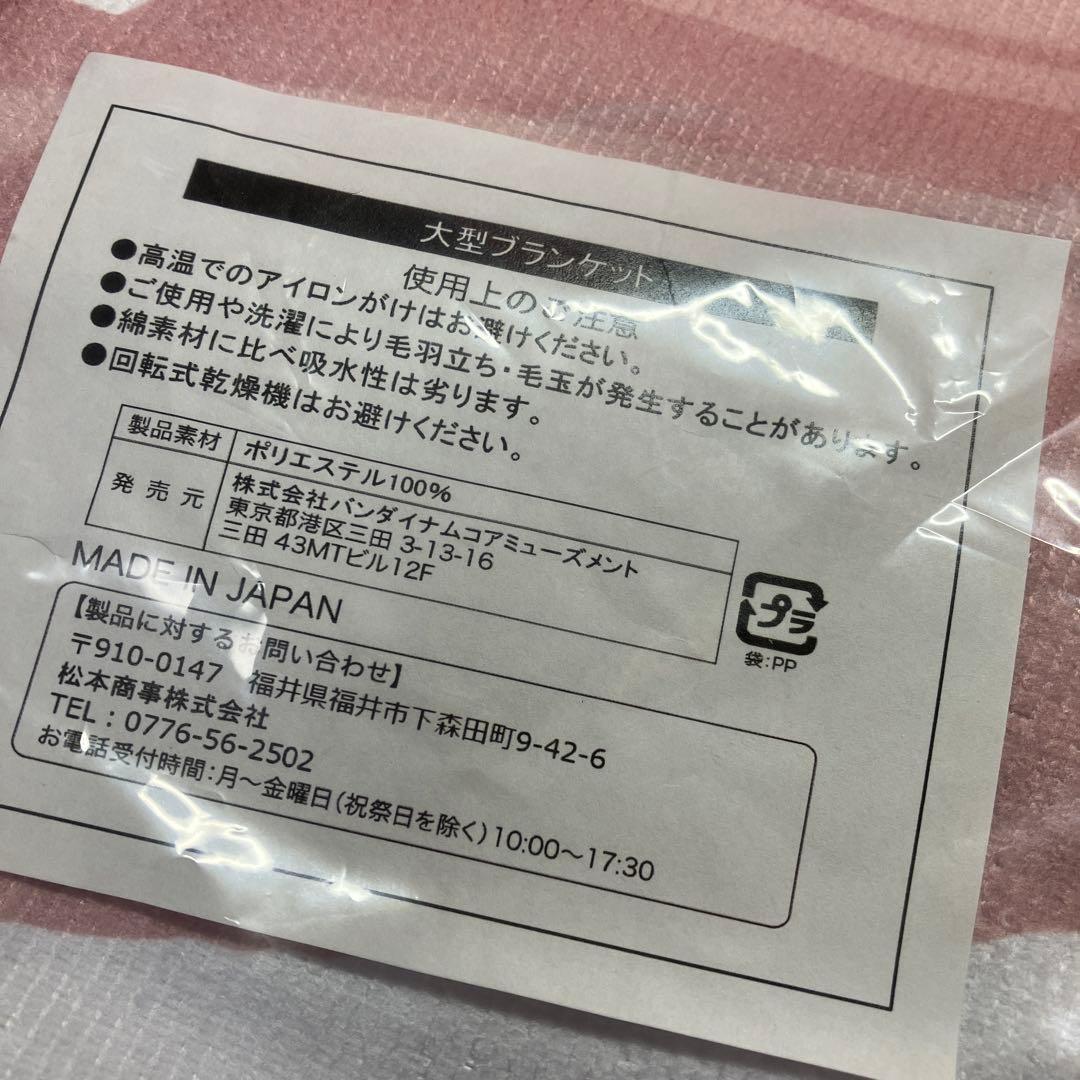 大型ブランケット
使用上のお注意
●高温でのアイロンがけはお避けください。
●ご使用や洗濯により毛羽立ち・毛玉が発生することがあります。
●綿素材に比べ吸水性は劣ります。
●回転式乾燥機はお避けください。
製品素材 ポリエステル100%
発売元 株式会社バンダイナムコアミューズメント
東京都港区三田 3-13-16
三田 43MTビル12F
MADE IN JAPAN
プラ
袋:PP
【製品に対するお問い合わせ】
〒910-0147 福井県福井市下森田町9-42-6
松本商事株式会社
TEL : 0776-56-2502
お電話受付時間:月〜金曜日(祝祭日を除く)10:00〜17:30